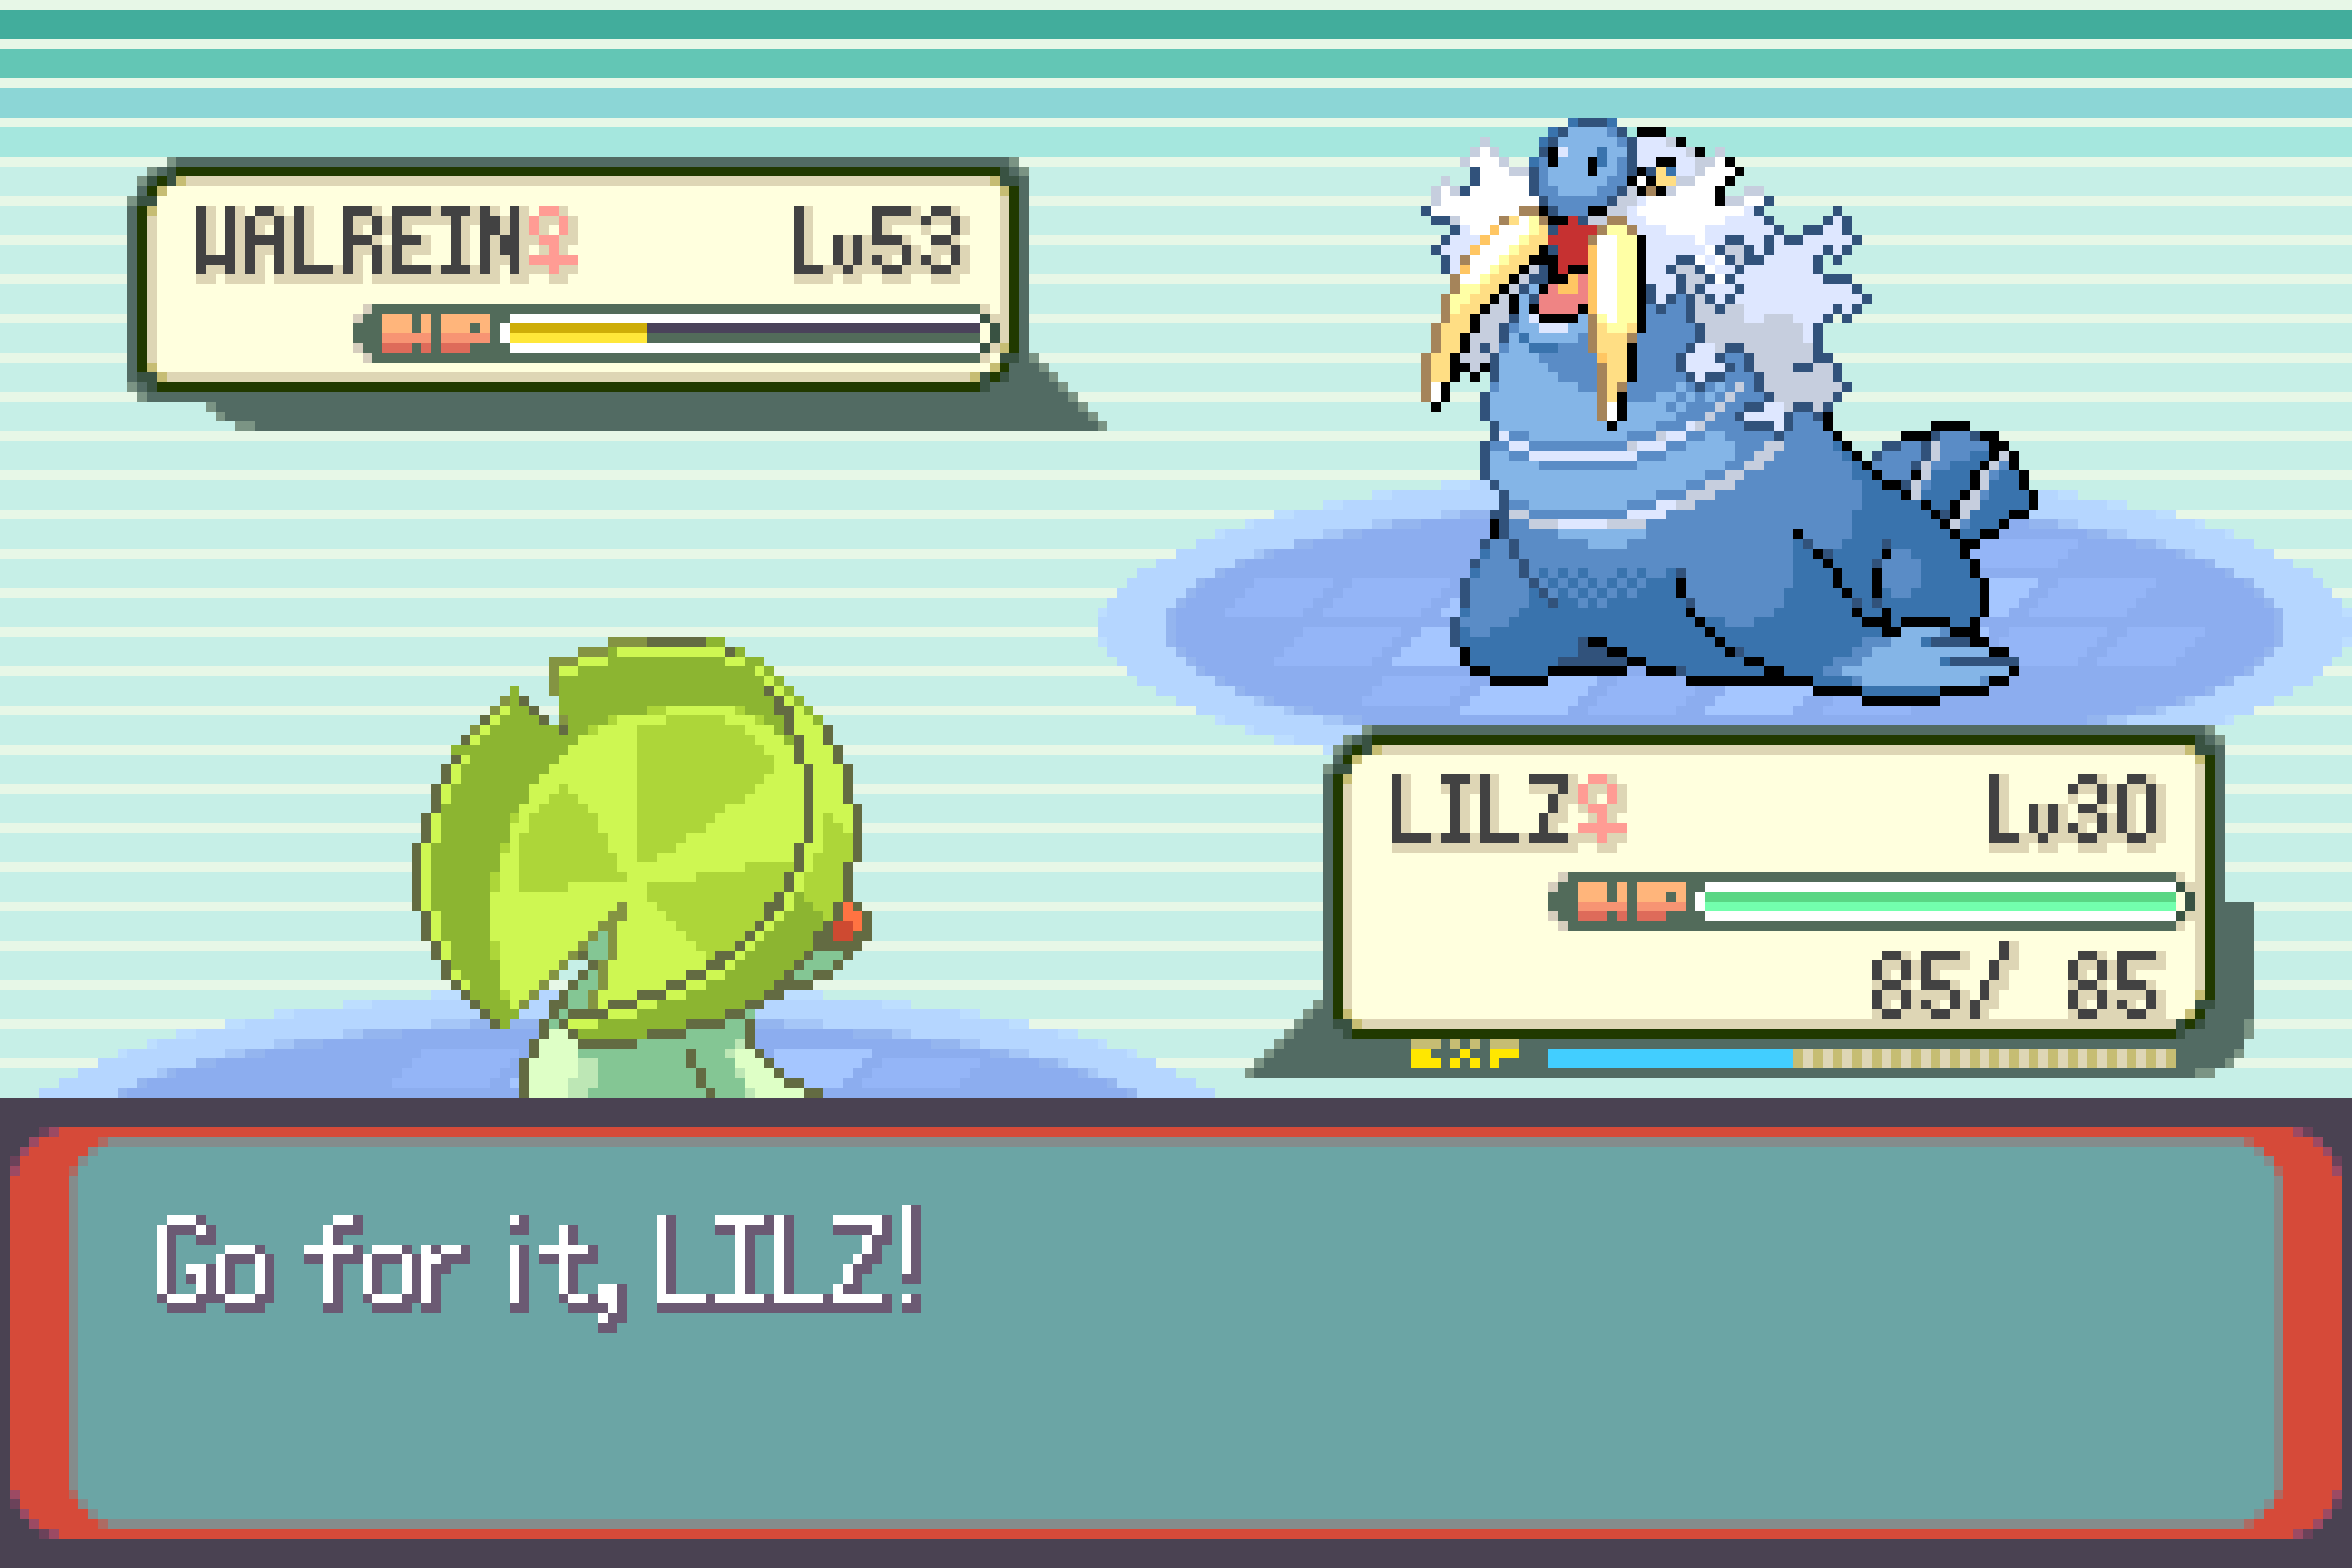 WALREIN♀ Lv53
HP
LILZ♀ Lv30
HP
85/ 85
EXP
Go for it, LILZ!